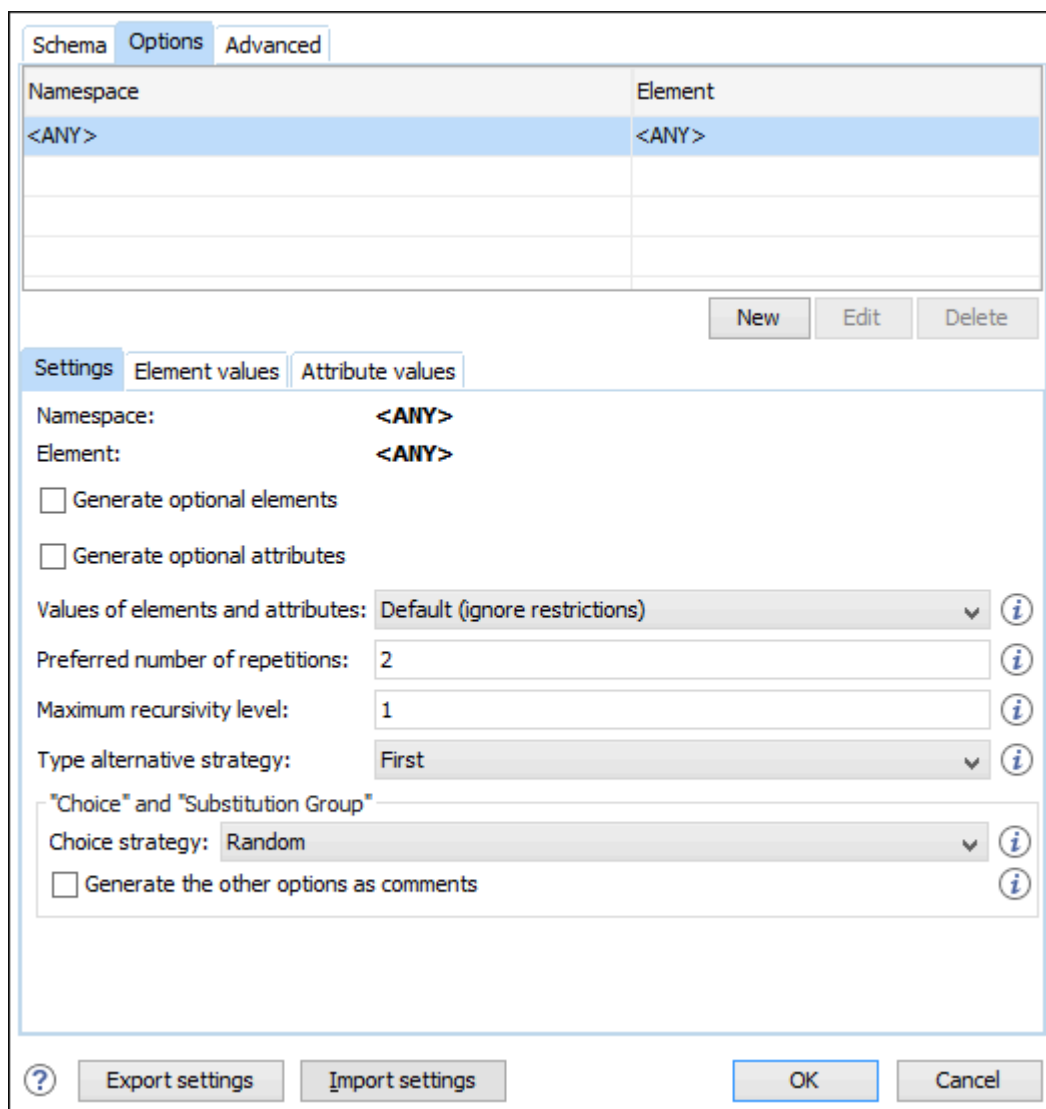 Schema Options Advanced
Namespace Element
<ANY> <ANY>
New Edit Delete
Settings Element values Attribute values
Namespace: <ANY>
Element: <ANY>
Generate optional elements
Generate optional attributes
Values of elements and attributes: Default (ignore restrictions)
Preferred number of repetitions: 2
Maximum recursivity level: 1
Type alternative strategy: First
"Choice" and "Substitution Group"
Choice strategy: Random
Generate the other options as comments
? Export settings Import settings OK Cancel